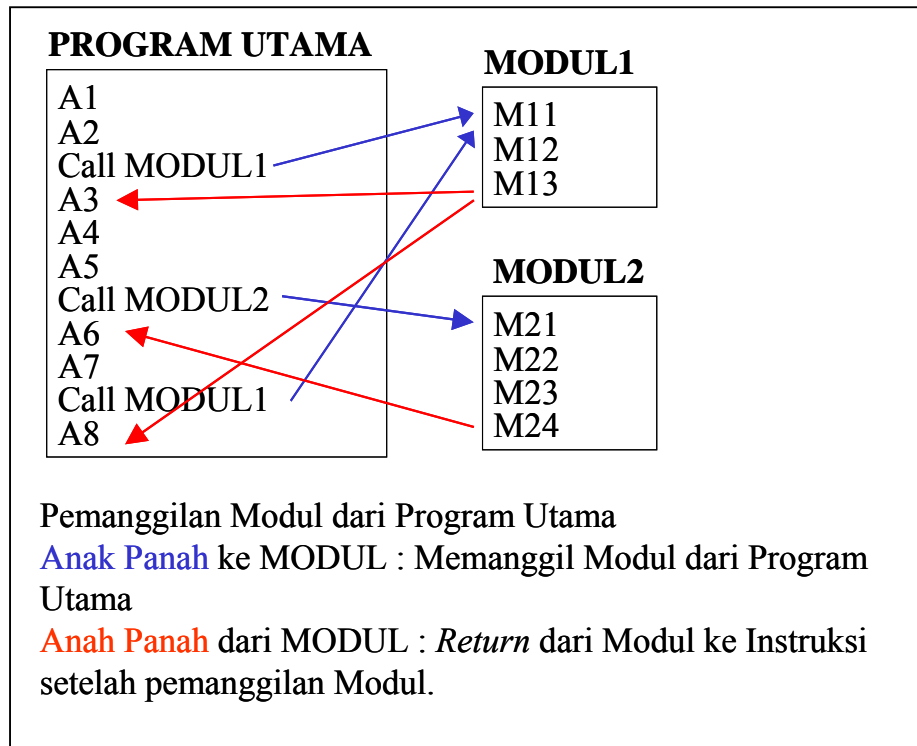 PROGRAM UTAMA
A1
A2
Call MODUL1
A3
A4
A5
Call MODUL2
A6
A7
Call MODUL1
A8
MODUL1
M11
M12
M13
MODUL2
M21
M22
M23
M24
Pemanggilan Modul dari Program Utama
Anak Panah ke MODUL : Memanggil Modul dari Program
Utama
Anah Panah dari MODUL : Return dari Modul ke Instruksi
setelah pemanggilan Modul.